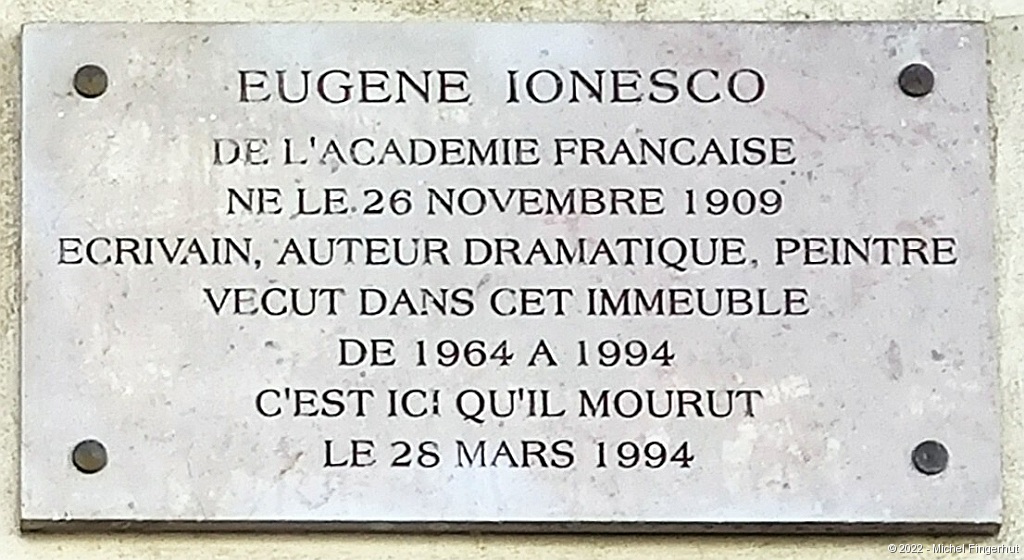 EUGENE IONESCO
DE L'ACADEMIE FRANCAISE
NE LE 26 NOVEMBRE 1909
ECRIVAIN, AUTEUR DRAMATIQUE, PEINTRE
VECUT DANS CET IMMEUBLE
DE 1964 A 1994
C'EST ICI QU'IL MOURUT
LE 28 MARS 1994
© 2022 - Michel Fingerhut